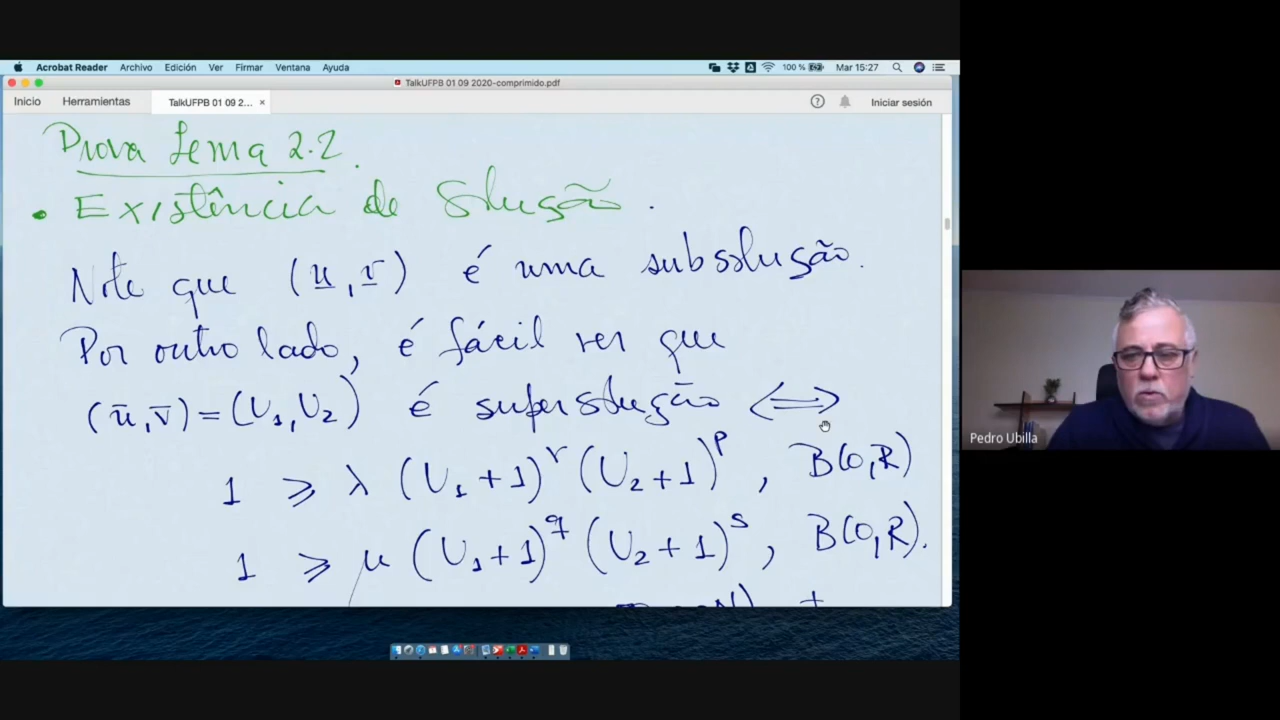 Acrobat Reader Archivo Edición Ver Firmar Ventana Ayuda 100 % Mar 15:27
TalkUFPB 01 09 2020-comprimido.pdf
Inicio Herramientas TalkUFPB 01 09 2... × Iniciar sesión
Prova Lema 2.2.
• Existência de Solução.
Note que (u̲, v̲) é uma subsolução.
Por outro lado, é fácil ver que
(ū, v̄) = (U₁, U₂) é supersolução ⟺
1 ≥ λ (U₁ + 1)ʳ (U₂ + 1)ᵖ, B(0,R)
1 ≥ μ (U₁ + 1)^q (U₂ + 1)ˢ, B(0,R).
Pedro Ubilla